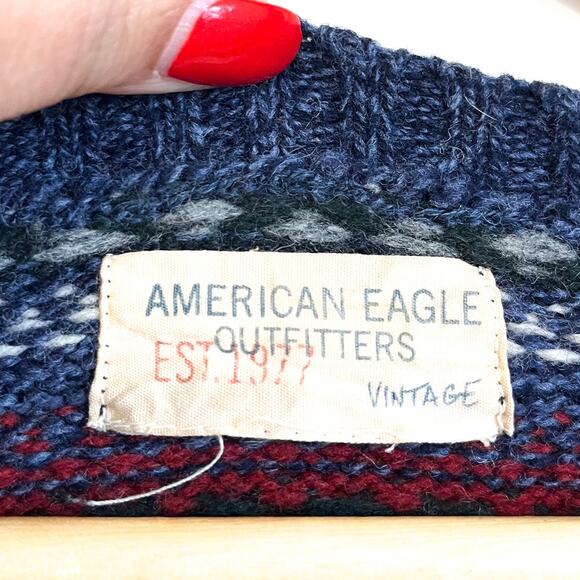 AMERICAN EAGLE
OUTFITTERS
EST. 1977
VINTAGE